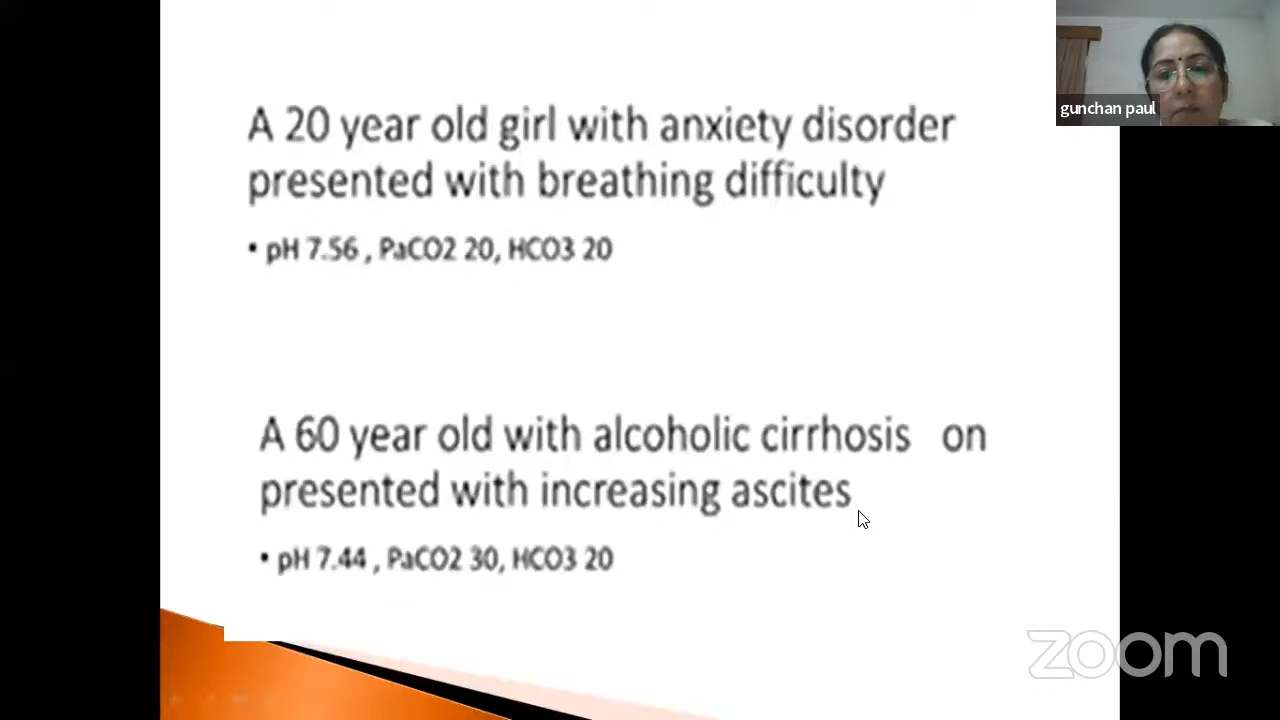 A 20 year old girl with anxiety disorder
presented with breathing difficulty
• pH 7.56 , PaCO2 20, HCO3 20
A 60 year old with alcoholic cirrhosis on
presented with increasing ascites
• pH 7.44 , PaCO2 30, HCO3 20
gunchan paul
zoom